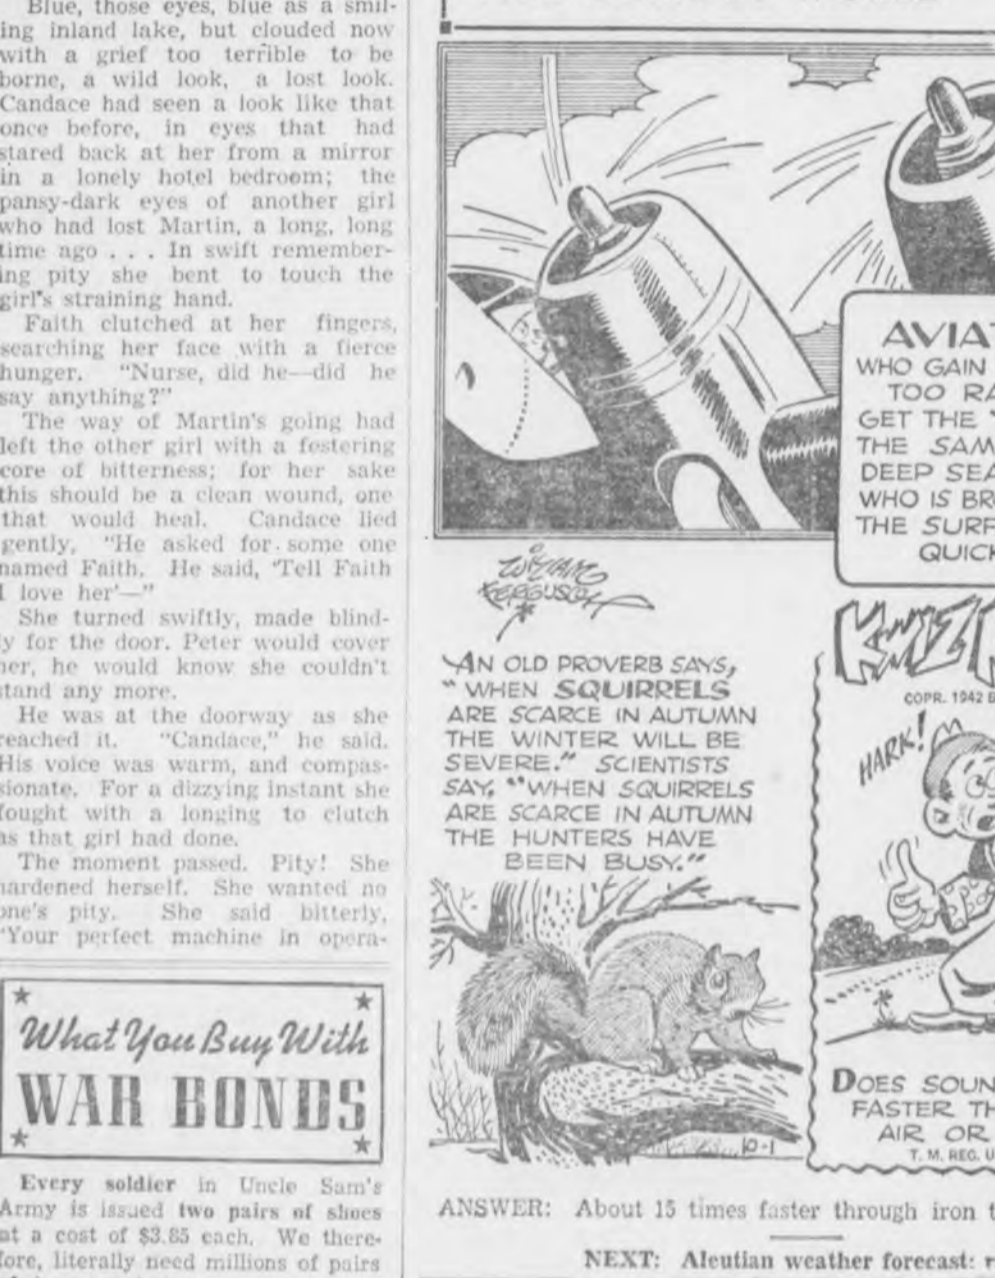 Blue, those eyes, blue as a smil-
ing inland lake, but clouded now
with a grief too terrible to be
borne, a wild look, a lost look.
Candace had seen a look like that
once before, in eyes that had
stared back at her from a mirror
in a lonely hotel bedroom; the
pansy-dark eyes of another girl
who had lost Martin, a long, long
time ago . . . In swift remember-
ing pity she bent to touch the
girl's straining hand.
Faith clutched at her fingers,
searching her face with a fierce
hunger. "Nurse, did he—did he
say anything?"
The way of Martin's going had
left the other girl with a festering
core of bitterness; for her sake
this should be a clean wound, one
that would heal. Candace lied
gently, "He asked for some one
named Faith. He said, 'Tell Faith
I love her'—"
She turned swiftly, made blind-
ly for the door. Peter would cover
her, he would know she couldn't
stand any more.
He was at the doorway as she
reached it. "Candace," he said.
His voice was warm, and compas-
sionate. For a dizzying instant she
fought with a longing to clutch
as that girl had done.
The moment passed. Pity! She
hardened herself. She wanted no
one's pity. She said bitterly,
"Your perfect machine in opera-
What You Buy With
WAR BONDS
Every soldier in Uncle Sam's
Army is issued two pairs of shoes
at a cost of $3.85 each. We there-
fore, literally need millions of pairs
AVIAT
WHO GAIN
TOO RA
GET THE "
THE SAM
DEEP SEA
WHO IS BR
THE SURF
QUICK
WILLIAM
FERGUSON
AN OLD PROVERB SAYS,
"WHEN SQUIRRELS
ARE SCARCE IN AUTUMN
THE WINTER WILL BE
SEVERE." SCIENTISTS
SAY, "WHEN SQUIRRELS
ARE SCARCE IN AUTUMN
THE HUNTERS HAVE
BEEN BUSY."
10-1
COPR. 1942 B
HARK!
DOES SOUN
FASTER TH
AIR OR
T. M. REG. U
ANSWER: About 15 times faster through iron t
NEXT: Aleutian weather forecast: r